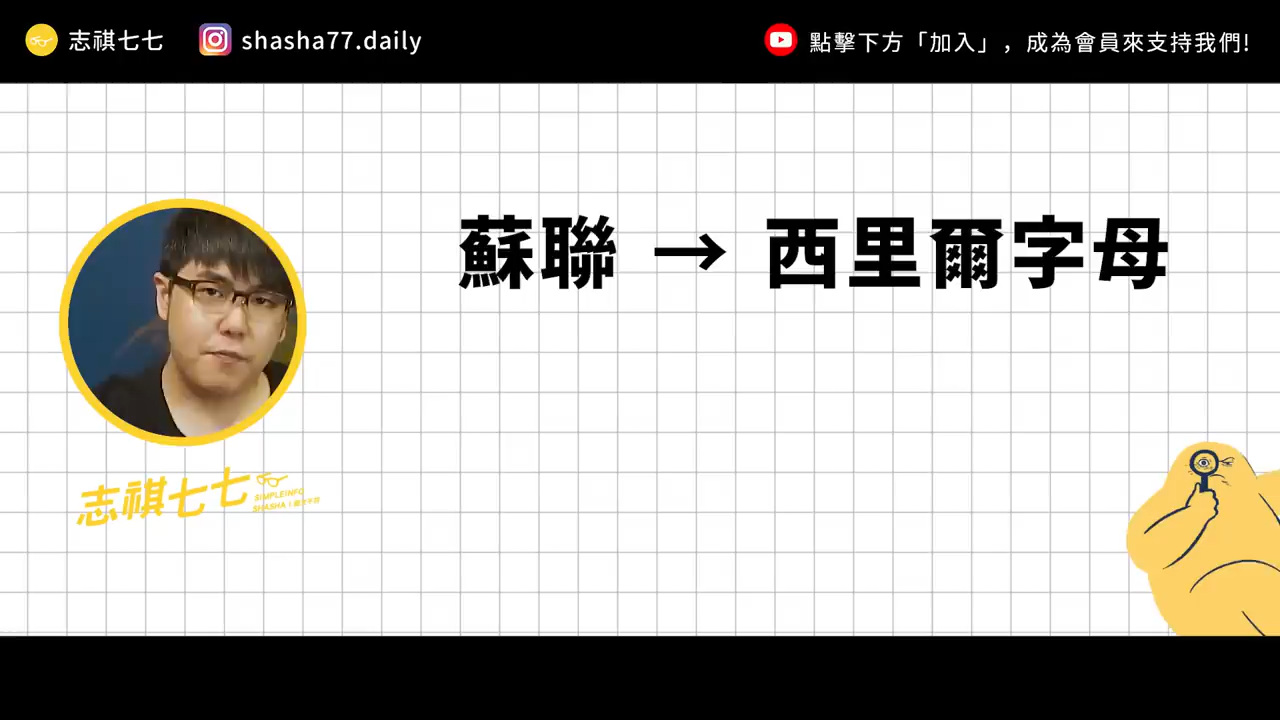 志祺七七
shasha77.daily
點擊下方「加入」，成為會員來支持我們!
蘇聯 → 西里爾字母
志祺七七
SIMPLEINFO